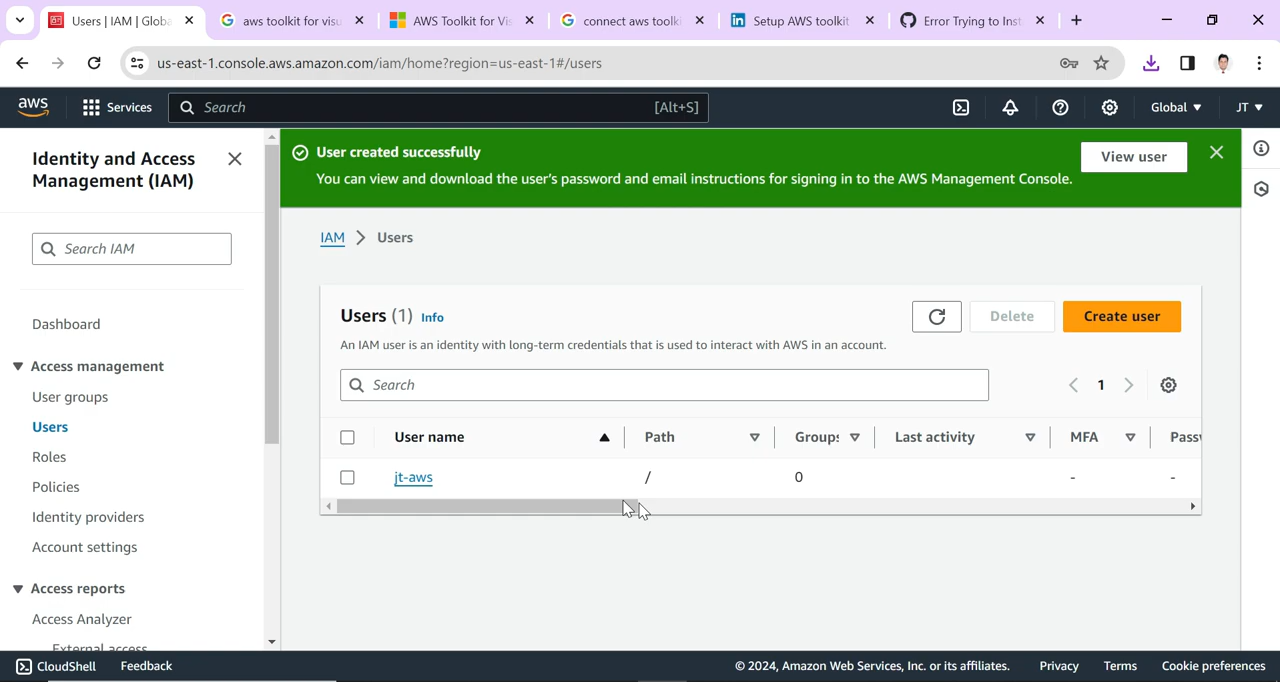 Users | IAM | Globa
aws toolkit for visu
AWS Toolkit for Vis
connect aws toolki
Setup AWS toolkit
Error Trying to Inst
us-east-1.console.aws.amazon.com/iam/home?region=us-east-1#/users
aws
Services
Search
[Alt+S]
Global
JT
Identity and Access
Management (IAM)
Search IAM
Dashboard
Access management
User groups
Users
Roles
Policies
Identity providers
Account settings
Access reports
Access Analyzer
External access
User created successfully
You can view and download the user's password and email instructions for signing in to the AWS Management Console.
View user
IAM > Users
Users (1) Info
Delete
Create user
An IAM user is an identity with long-term credentials that is used to interact with AWS in an account.
Search
1
User name Path Groups Last activity MFA Passw
jt-aws / 0 - -
CloudShell Feedback © 2024, Amazon Web Services, Inc. or its affiliates. Privacy Terms Cookie preferences